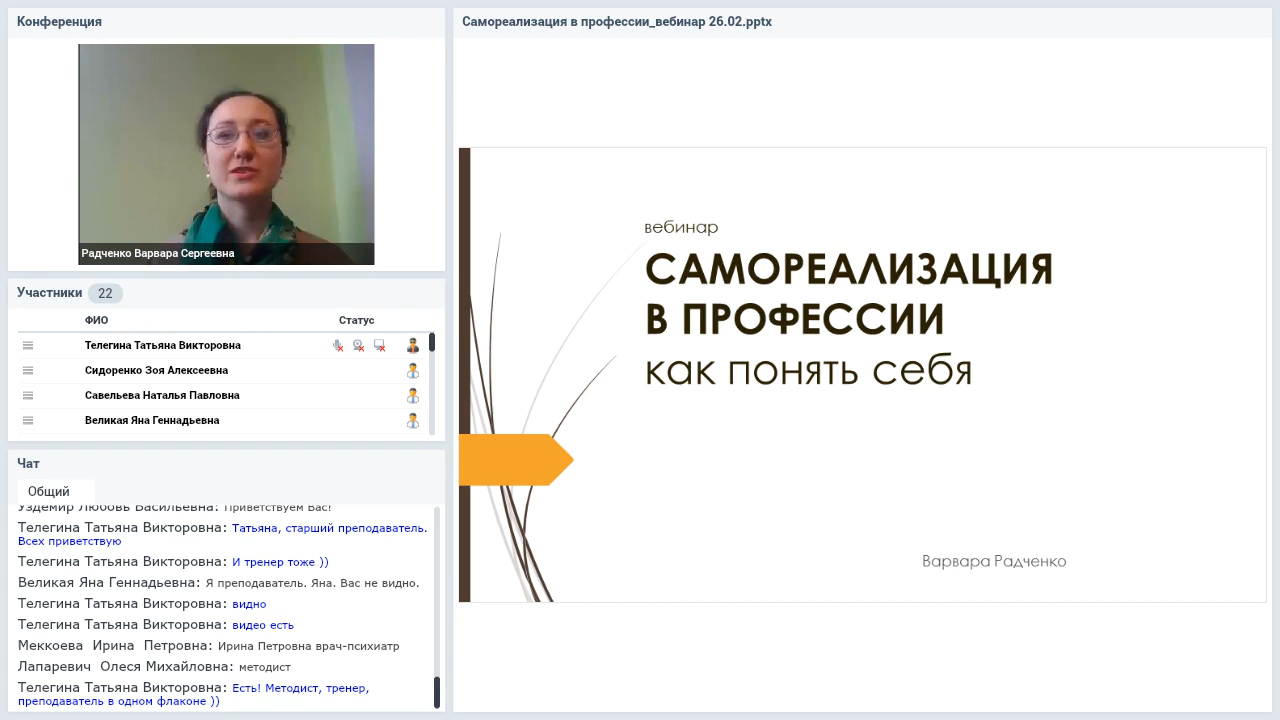 Конференция
Радченко Варвара Сергеевна
Участники 22
ФИО Статус
Телегина Татьяна Викторовна
Сидоренко Зоя Алексеевна
Савельева Наталья Павловна
Великая Яна Геннадьевна
Чат
Общий
Уздемир Любовь Васильевна: Приветствуем Вас!
Телегина Татьяна Викторовна: Татьяна, старший преподаватель.
Всех приветствую
Телегина Татьяна Викторовна: И тренер тоже ))
Великая Яна Геннадьевна: Я преподаватель. Яна. Вас не видно.
Телегина Татьяна Викторовна: видно
Телегина Татьяна Викторовна: видео есть
Меккоева Ирина Петровна: Ирина Петровна врач-психиатр
Лапаревич Олеся Михайловна: методист
Телегина Татьяна Викторовна: Есть! Методист, тренер,
преподаватель в одном флаконе ))
Самореализация в профессии_вебинар 26.02.pptx
вебинар
САМОРЕАЛИЗАЦИЯ
В ПРОФЕССИИ
как понять себя
Варвара Радченко